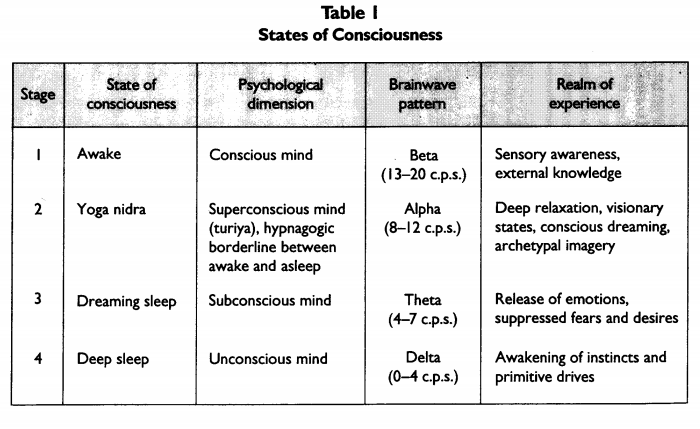 Table 1
States of Consciousness
Stage
State of
consciousness
Psychological
dimension
Brainwave
pattern
Realm of
experience
1
Awake
Conscious mind
Beta
(13–20 c.p.s.)
Sensory awareness,
external knowledge
2
Yoga nidra
Superconscious mind
(turiya), hypnagogic
borderline between
awake and asleep
Alpha
(8–12 c.p.s.)
Deep relaxation, visionary
states, conscious dreaming,
archetypal imagery
3
Dreaming sleep
Subconscious mind
Theta
(4–7 c.p.s.)
Release of emotions,
suppressed fears and desires
4
Deep sleep
Unconscious mind
Delta
(0–4 c.p.s.)
Awakening of instincts and
primitive drives